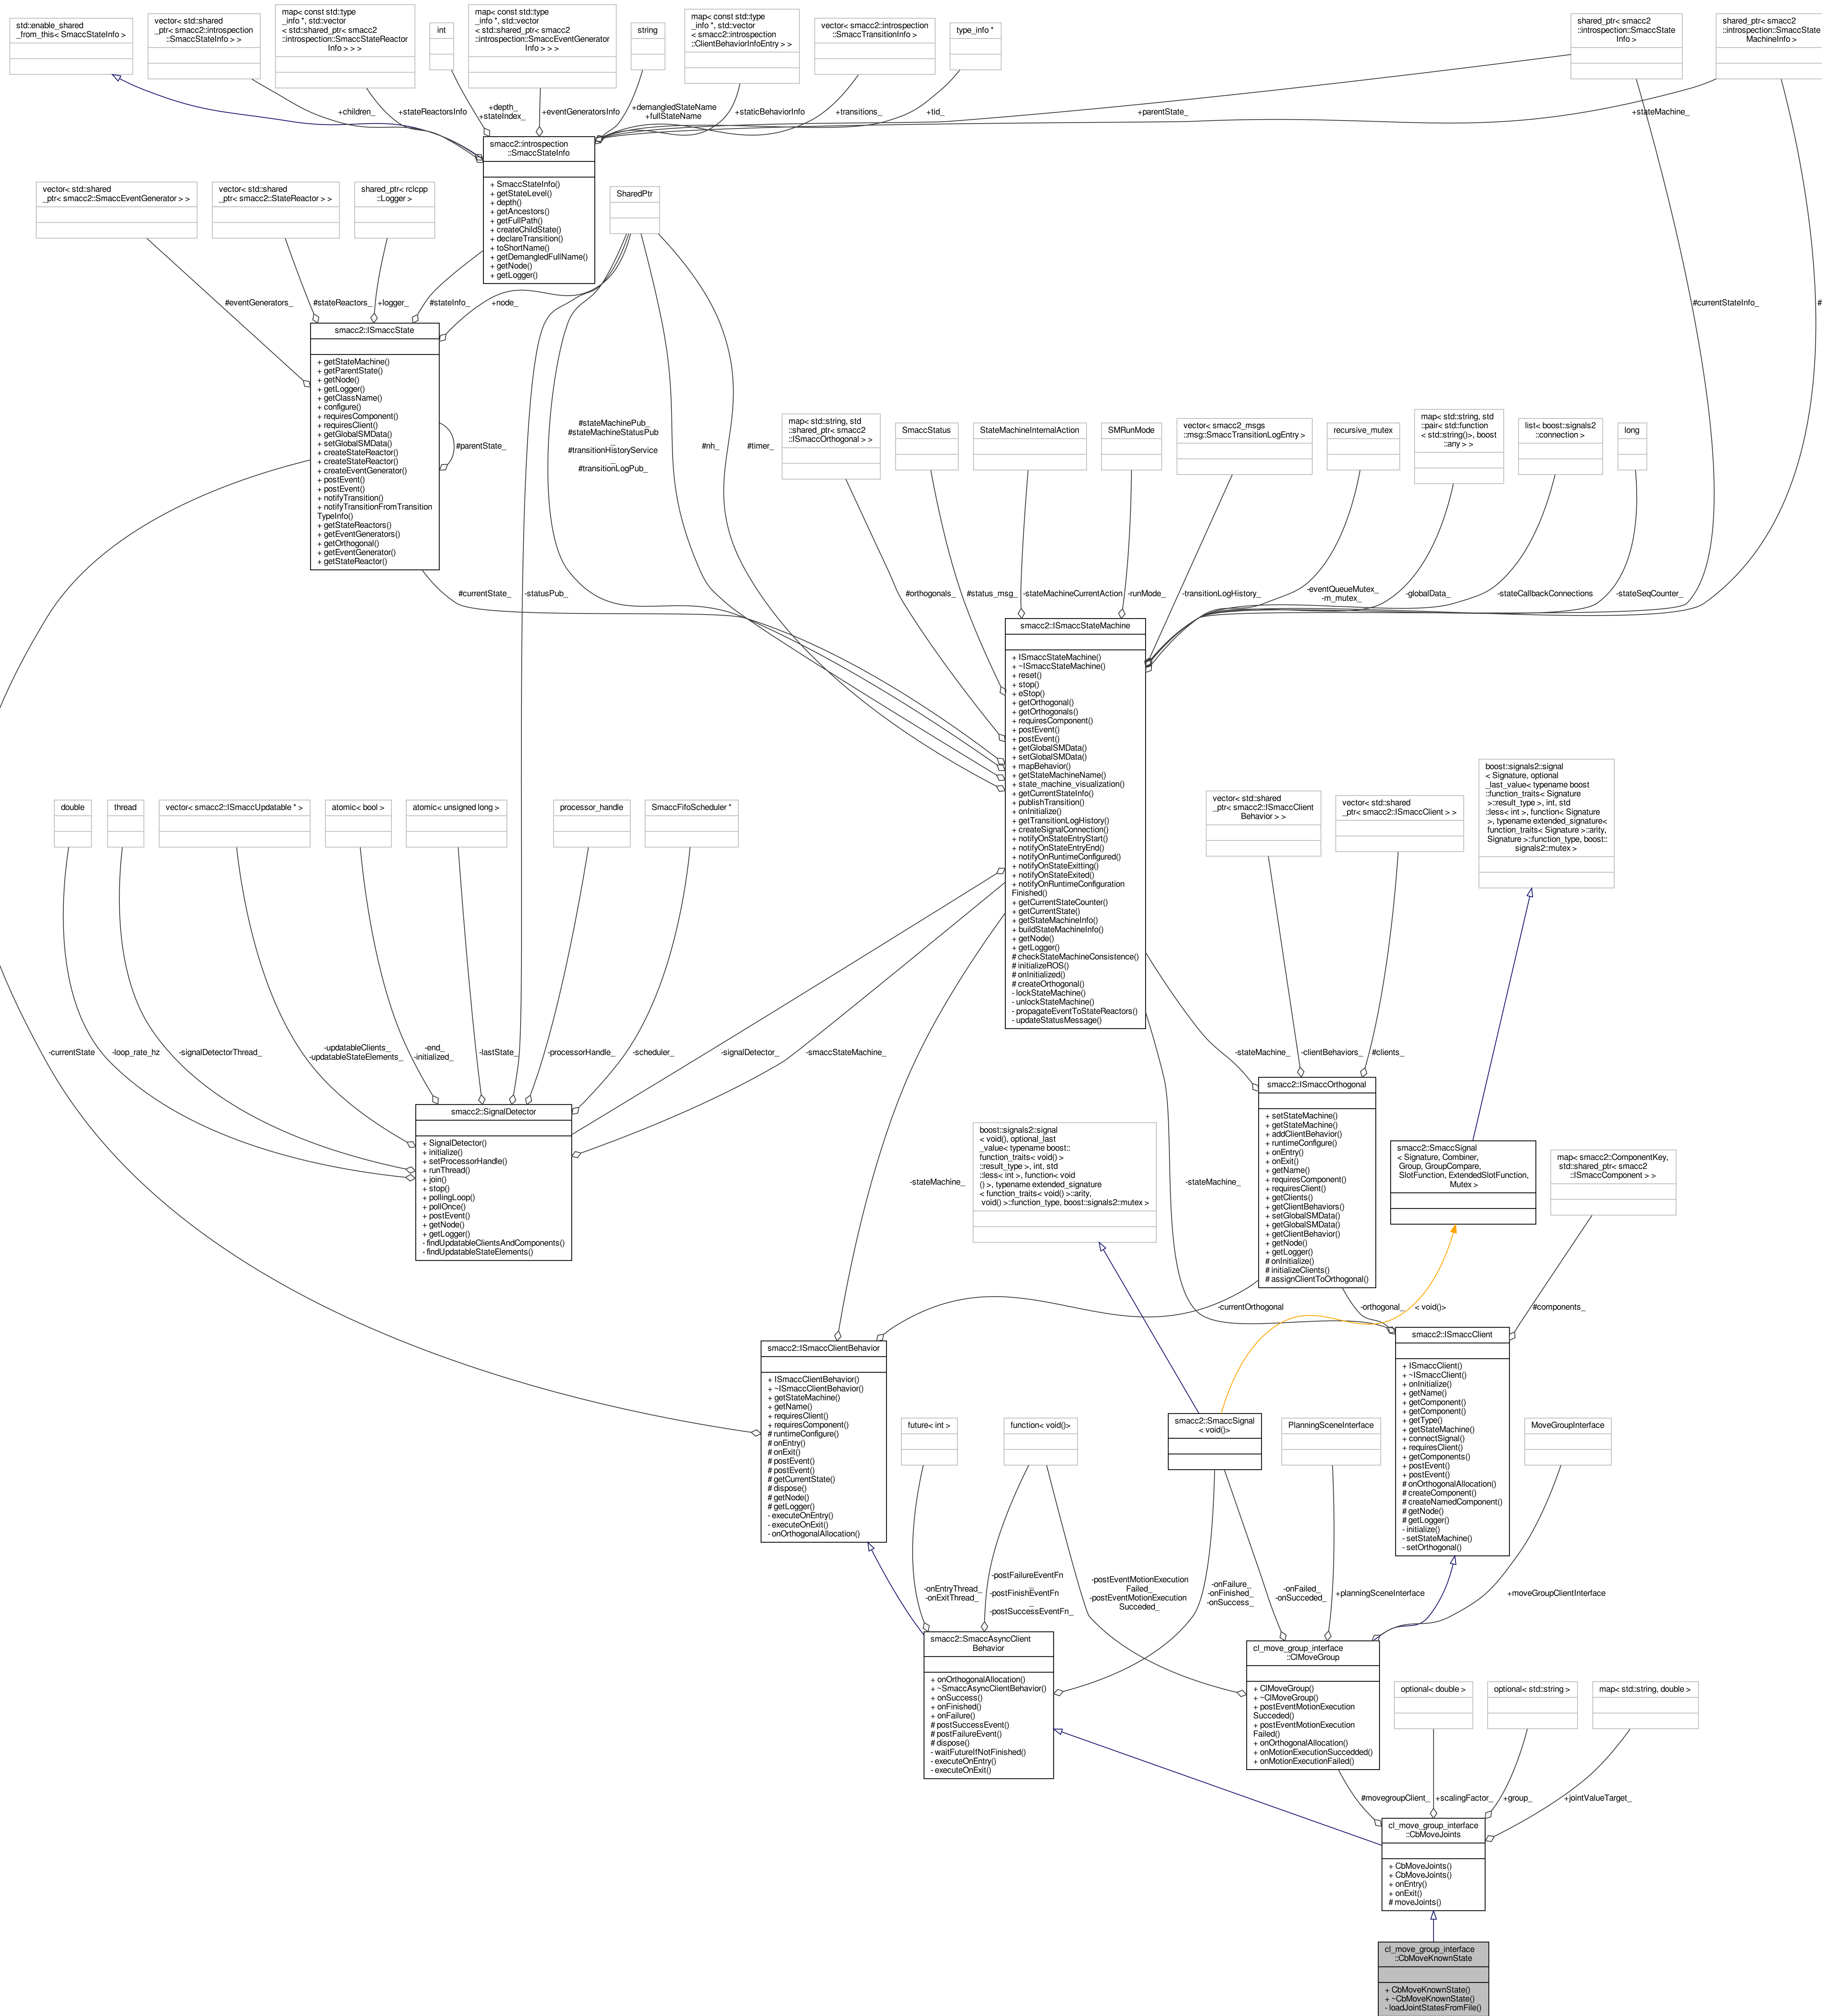 std::enable_shared
_from_this< SmaccStateInfo >
vector< std::shared
_ptr< smacc2::introspection
::SmaccStateInfo > >
map< const std::type
_info *, std::vector
< std::shared_ptr< smacc2
::introspection::SmaccStateReactor
Info > > >
int
map< const std::type
_info *, std::vector
< std::shared_ptr< smacc2::
introspection::SmaccEventGenerator
Info > > >
string
map< const std::type
_info *, std::vector
< smacc2::introspection
::ClientBehaviorInfoEntry > >
vector< smacc2::introspection
::SmaccTransitionInfo >
type_info *
shared_ptr< smacc2
::introspection::SmaccState
Info >
shared_ptr< smacc2
::introspection::SmaccState
MachineInfo >
+children_
+stateReactorsInfo
+depth_
+stateIndex_
+eventGeneratorsInfo
+demangledStateName
+fullStateName
+staticBehaviorInfo
+transitions_
+tid_
+parentState_
+stateMachine_
smacc2::introspection
::SmaccStateInfo
+ SmaccStateInfo()
+ getStateLevel()
+ depth()
+ getAncestors()
+ getFullPath()
+ createChildState()
+ declareTransition()
+ toShortName()
+ getDemangledFullName()
+ getNode()
+ getLogger()
vector< std::shared
_ptr< smacc2::SmaccEventGenerator > >
vector< std::shared
_ptr< smacc2::StateReactor > >
shared_ptr< rclcpp
::Logger >
SharedPtr
#eventGenerators_
#stateReactors_
+logger_
#stateInfo_
+node_
#currentStateInfo_
#
smacc2::ISmaccState
+ getStateMachine()
+ getParentState()
+ getNode()
+ getLogger()
+ getClassName()
+ configure()
+ requiresComponent()
+ requiresClient()
+ getGlobalSMData()
+ setGlobalSMData()
+ createStateReactor()
+ createStateReactor()
+ createEventGenerator()
+ postEvent()
+ postEvent()
+ notifyTransition()
+ notifyTransitionFromTransition
TypeInfo()
+ getStateReactors()
+ getEventGenerators()
+ getOrthogonal()
+ getEventGenerator()
+ getStateReactor()
#parentState_
#stateMachinePub_
#stateMachineStatusPub
_
#transitionHistoryService
_
#transitionLogPub_
#nh_
#timer_
map< std::string, std
::shared_ptr< smacc2
::ISmaccOrthogonal > >
SmaccStatus
StateMachineInternalAction
SMRunMode
vector< smacc2_msgs
::msg::SmaccTransitionLogEntry >
recursive_mutex
map< std::string, std
::pair< std::function
< std::string()>, boost
::any > >
list< boost::signals2
::connection >
long
#currentState_
-statusPub_
#orthogonals_
#status_msg_
-stateMachineCurrentAction
-runMode_
-transitionLogHistory_
-eventQueueMutex_
-m_mutex_
-globalData_
-stateCallbackConnections
-stateSeqCounter_
smacc2::ISmaccStateMachine
+ ISmaccStateMachine()
+ ~ISmaccStateMachine()
+ reset()
+ stop()
+ eStop()
+ getOrthogonal()
+ getOrthogonals()
+ requiresComponent()
+ postEvent()
+ postEvent()
+ getGlobalSMData()
+ setGlobalSMData()
+ mapBehavior()
+ getStateMachineName()
+ state_machine_visualization()
+ getCurrentStateInfo()
+ publishTransition()
+ onInitialize()
+ getTransitionLogHistory()
+ createSignalConnection()
+ notifyOnStateEntryStart()
+ notifyOnStateEntryEnd()
+ notifyOnRuntimeConfigured()
+ notifyOnStateExitting()
+ notifyOnStateExited()
+ notifyOnRuntimeConfiguration
Finished()
+ getCurrentStateCounter()
+ getCurrentState()
+ getStateMachineInfo()
+ buildStateMachineInfo()
+ getNode()
+ getLogger()
# checkStateMachineConsistence()
# initializeROS()
# onInitialized()
# createOrthogonal()
- lockStateMachine()
- unlockStateMachine()
- propagateEventToStateReactors()
- updateStatusMessage()
double
thread
vector< smacc2::ISmaccUpdatable * >
atomic< bool >
atomic< unsigned long >
processor_handle
SmaccFifoScheduler *
vector< std::shared
_ptr< smacc2::ISmaccClient
Behavior > >
vector< std::shared
_ptr< smacc2::ISmaccClient > >
boost::signals2::signal
< Signature, optional
_last_value< typename boost
::function_traits< Signature
>::result_type >, int, std
::less< int >, function< Signature
>, typename extended_signature<
function_traits< Signature >::arity,
Signature >::function_type, boost::
signals2::mutex >
-currentState
-loop_rate_hz
-signalDetectorThread_
-updatableClients_
-updatableStateElements_
-end_
-initialized_
-lastState_
-processorHandle_
-scheduler_
-signalDetector_
-smaccStateMachine_
-stateMachine_
-clientBehaviors_
#clients_
smacc2::SignalDetector
+ SignalDetector()
+ initialize()
+ setProcessorHandle()
+ runThread()
+ join()
+ stop()
+ pollingLoop()
+ pollOnce()
+ postEvent()
+ getNode()
+ getLogger()
- findUpdatableClientsAndComponents()
- findUpdatableStateElements()
smacc2::ISmaccOrthogonal
+ setStateMachine()
+ getStateMachine()
+ addClientBehavior()
+ runtimeConfigure()
+ onEntry()
+ onExit()
+ getName()
+ requiresComponent()
+ requiresClient()
+ getClients()
+ getClientBehaviors()
+ setGlobalSMData()
+ getGlobalSMData()
+ getClientBehavior()
+ getNode()
+ getLogger()
# onInitialize()
# initializeClients()
# assignClientToOrthogonal()
boost::signals2::signal
< void(), optional_last
_value< typename boost::
function_traits< void() >
::result_type >, int, std
::less< int >, function< void
() >, typename extended_signature
< function_traits< void() >::arity,
void() >::function_type, boost::signals2::mutex >
smacc2::SmaccSignal
< Signature, Combiner,
Group, GroupCompare,
SlotFunction, ExtendedSlotFunction,
Mutex >
map< smacc2::ComponentKey,
std::shared_ptr< smacc2
::ISmaccComponent > >
-stateMachine_
-stateMachine_
-currentOrthogonal
-orthogonal_
< void()>
#components_
smacc2::ISmaccClientBehavior
+ ISmaccClientBehavior()
+ ~ISmaccClientBehavior()
+ getStateMachine()
+ getName()
+ requiresClient()
+ requiresComponent()
# runtimeConfigure()
# onEntry()
# onExit()
# postEvent()
# postEvent()
# getCurrentState()
# dispose()
# getNode()
# getLogger()
- executeOnEntry()
- executeOnExit()
- onOrthogonalAllocation()
smacc2::ISmaccClient
+ ISmaccClient()
+ ~ISmaccClient()
+ onInitialize()
+ getName()
+ getComponent()
+ getComponent()
+ getType()
+ getStateMachine()
+ connectSignal()
+ requiresClient()
+ getComponents()
+ postEvent()
+ postEvent()
# onOrthogonalAllocation()
# createComponent()
# createNamedComponent()
# getNode()
# getLogger()
- initialize()
- setStateMachine()
- setOrthogonal()
future< int >
function< void()>
smacc2::SmaccSignal
< void()>
PlanningSceneInterface
MoveGroupInterface
-onEntryThread_
-onExitThread_
-postFailureEventFn
_
-postFinishEventFn
_
-postSuccessEventFn_
-postEventMotionExecution
Failed_
-postEventMotionExecution
Succeded_
-onFailure_
-onFinished_
-onSuccess_
-onFailed_
-onSucceded_
+planningSceneInterface
+moveGroupClientInterface
smacc2::SmaccAsyncClient
Behavior
+ onOrthogonalAllocation()
+ ~SmaccAsyncClientBehavior()
+ onSuccess()
+ onFinished()
+ onFailure()
# postSuccessEvent()
# postFailureEvent()
# dispose()
- waitFutureIfNotFinished()
- executeOnEntry()
- executeOnExit()
cl_move_group_interface
::ClMoveGroup
+ ClMoveGroup()
+ ~ClMoveGroup()
+ postEventMotionExecution
Succeded()
+ postEventMotionExecution
Failed()
+ onOrthogonalAllocation()
+ onMotionExecutionSuccedded()
+ onMotionExecutionFailed()
optional< double >
optional< std::string >
map< std::string, double >
#movegroupClient_
+scalingFactor_
+group_
+jointValueTarget_
cl_move_group_interface
::CbMoveJoints
+ CbMoveJoints()
+ CbMoveJoints()
+ onEntry()
+ onExit()
# moveJoints()
cl_move_group_interface
::CbMoveKnownState
+ CbMoveKnownState()
+ ~CbMoveKnownState()
- loadJointStatesFromFile()